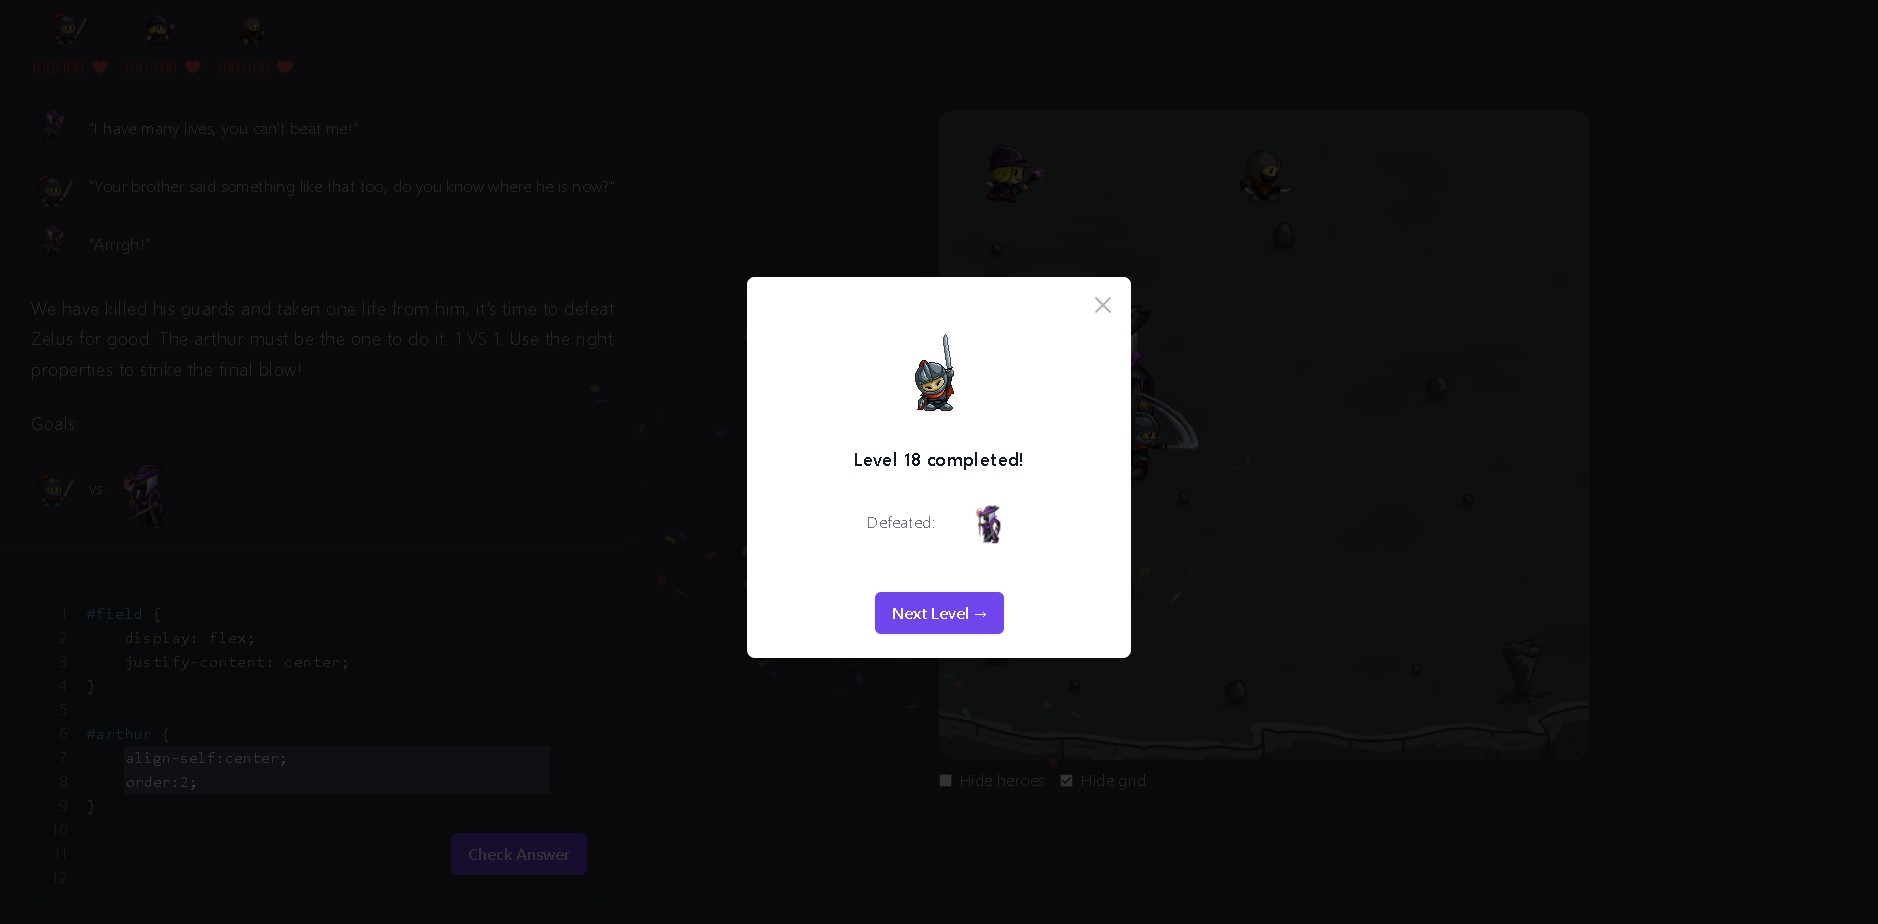 100/100 100/100 100/100
"I have many lives, you can't beat me!"
"Your brother said something like that too, do you know where he is now?"
"Arrrgh!"
We have killed his guards and taken one life from him, it's time to defeat
Zelus for good. The arthur must be the one to do it. 1 VS 1. Use the right
properties to strike the final blow!
Goals:
vs.
1 #field {
2 display: flex;
3 justify-content: center;
4 }
5
6 #arthur {
7 align-self:center;
8 order:2;
9 }
10
11
12
Check Answer
Level 18 completed!
Defeated:
Next Level →
Hide heroes Hide grid